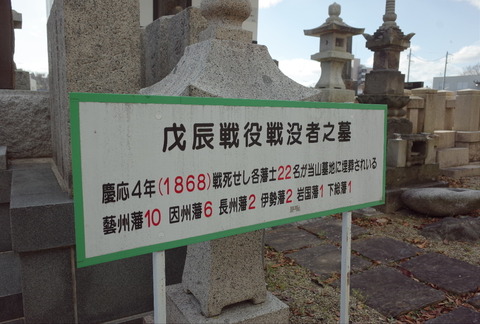 戊辰戦役戦没者之墓
慶応4年(1868)戦死せし各藩士22名が当山墓地に埋葬されいる
藝州藩10 因州藩6 長州藩2 伊勢藩2 岩国藩1 下総藩1